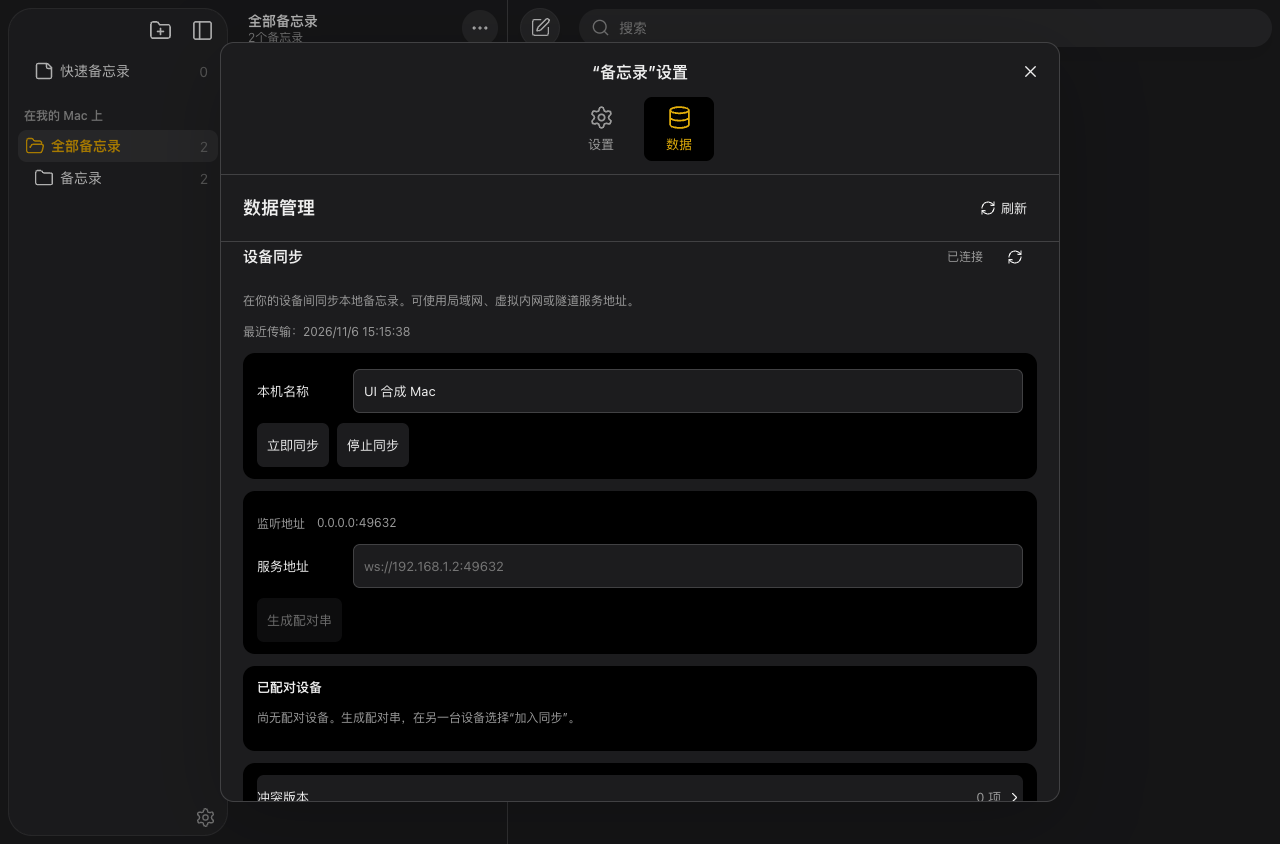 全部备忘录
2个备忘录
搜索
快速备忘录 0
在我的 Mac 上
全部备忘录 2
备忘录 2
“备忘录”设置
设置
数据
数据管理
刷新
设备同步
已连接
在你的设备间同步本地备忘录。可使用局域网、虚拟内网或隧道服务地址。
最近传输：2026/11/6 15:15:38
本机名称
UI 合成 Mac
立即同步
停止同步
监听地址 0.0.0.0:49632
服务地址
ws://192.168.1.2:49632
生成配对串
已配对设备
尚无配对设备。生成配对串，在另一台设备选择“加入同步”。
冲突版本
0 项